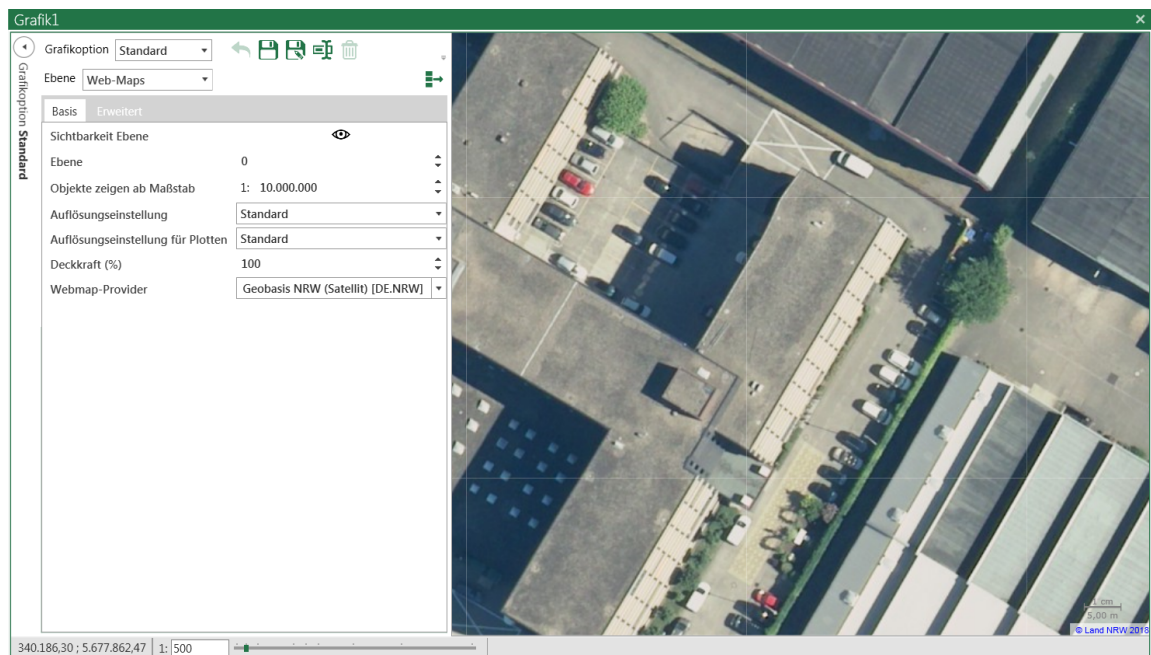 Grafik1
Grafikoption Standard
Grafikoption Standard
Ebene Web-Maps
Basis Erweitert
Sichtbarkeit Ebene
Ebene 0
Objekte zeigen ab Maßstab 1: 10.000.000
Auflösungseinstellung Standard
Auflösungseinstellung für Plotten Standard
Deckkraft (%) 100
Webmap-Provider Geobasis NRW (Satellit) [DE.NRW]
1 cm
5,00 m
© Land NRW 2018
340.186,30 ; 5.677.862,47 1: 500